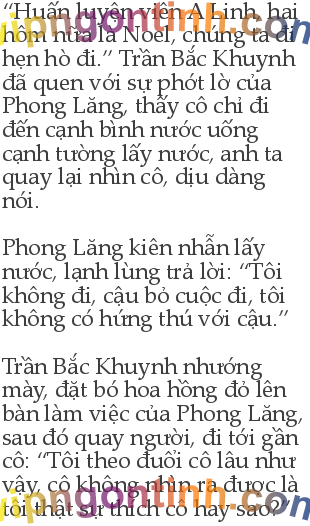 “Huấn luyện viên A Linh, hai
hôm nữa là Noel, chúng ta đi
hẹn hò đi.” Trần Bắc Khuynh
đã quen với sự phớt lờ của
Phong Lăng, thấy cô chỉ đi
đến cạnh bình nước uống
cạnh tường lấy nước, anh ta
quay lại nhìn cô, dịu dàng
nói.
Phong Lăng kiên nhẫn lấy
nước, lạnh lùng trả lời: “Tôi
không đi, cậu bỏ cuộc đi, tôi
không có hứng thú với cậu.”
Trần Bắc Khuynh nhướng
mày, đặt bó hoa hồng đỏ lên
bàn làm việc của Phong Lăng,
sau đó quay người, đi tới gần
cô: “Tôi theo đuổi cô lâu như
vậy, cô không nhìn ra được là
tôi thật sự thích cô hay sao?”
vipngontinh.com
vipngontinh.com